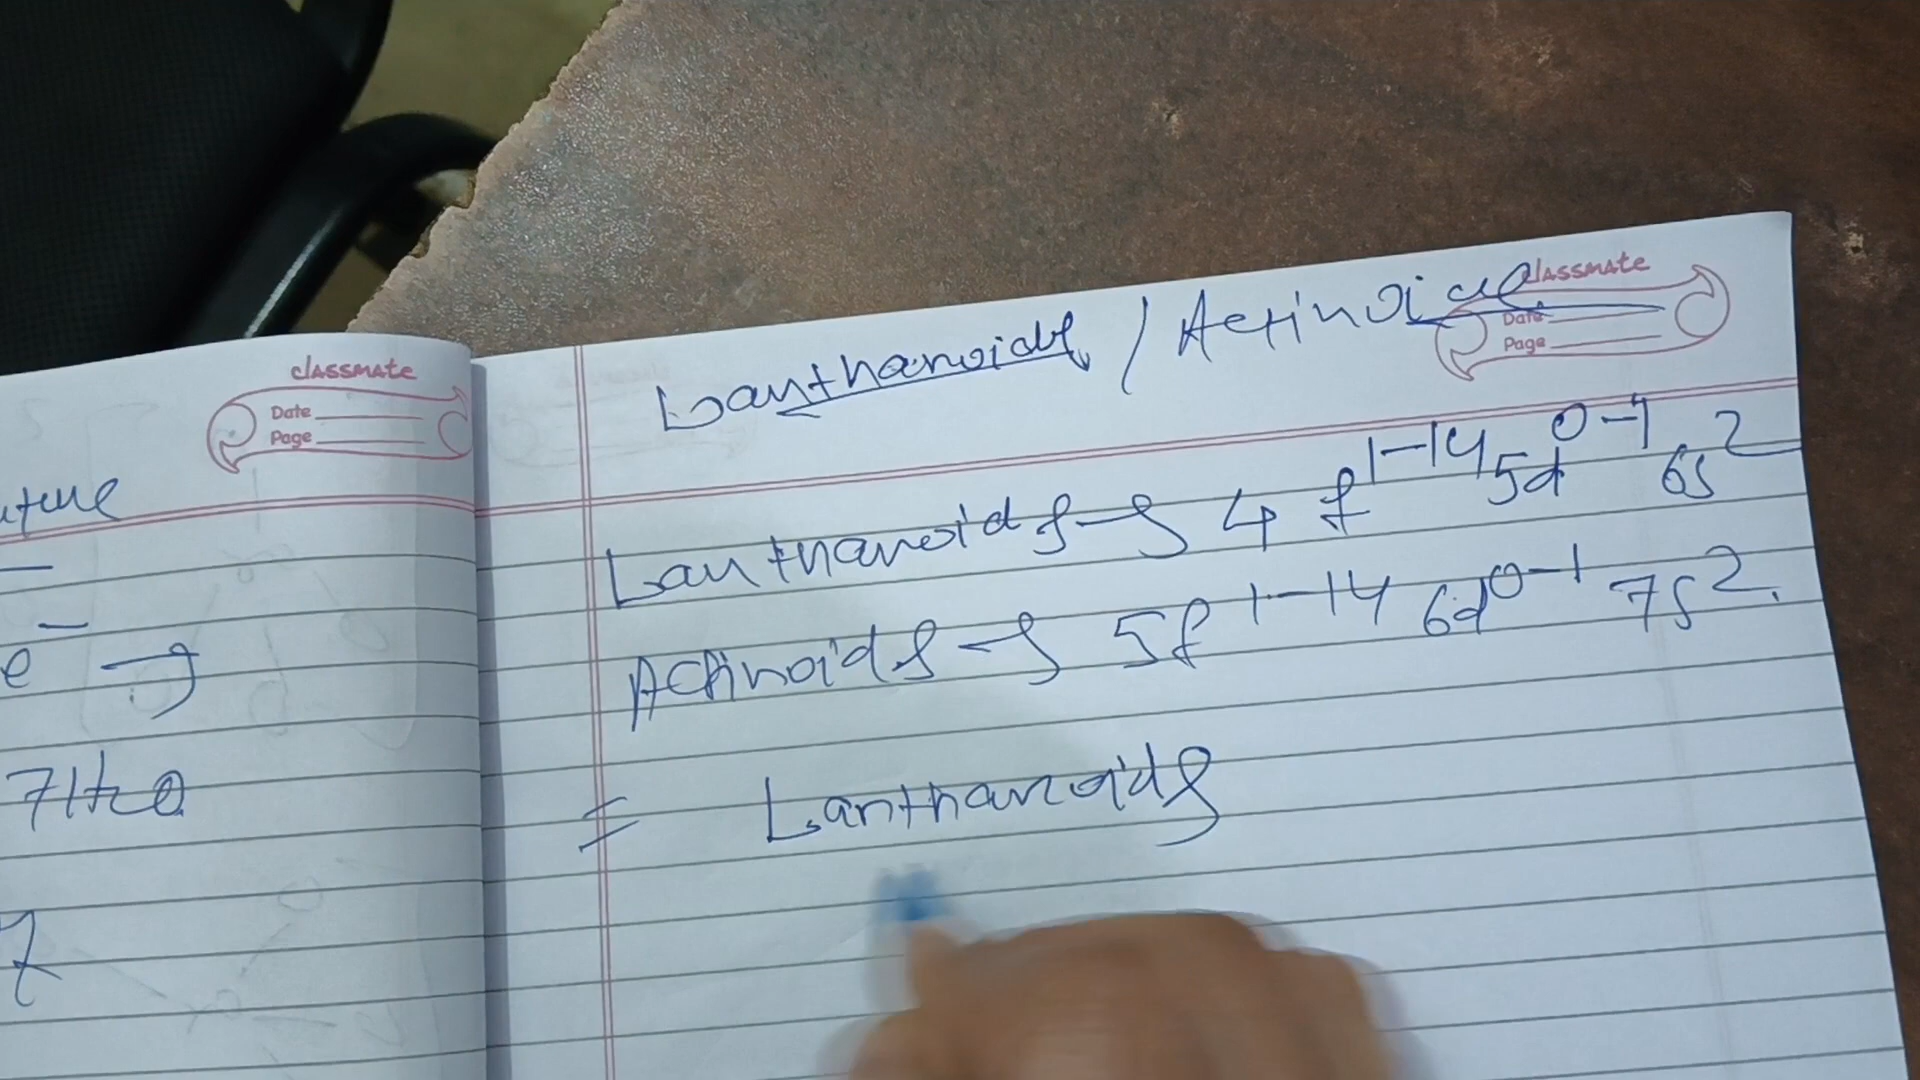 classmate
Date
Page
e⁻ →
7H₂O
classmate
Date
Page
Lanthanoids / Actinoids
Lanthanoids → 4f¹⁻¹⁴ 5d⁰⁻¹ 6s²
Actinoids → 5f¹⁻¹⁴ 6d⁰⁻¹ 7s².
= Lanthanoids